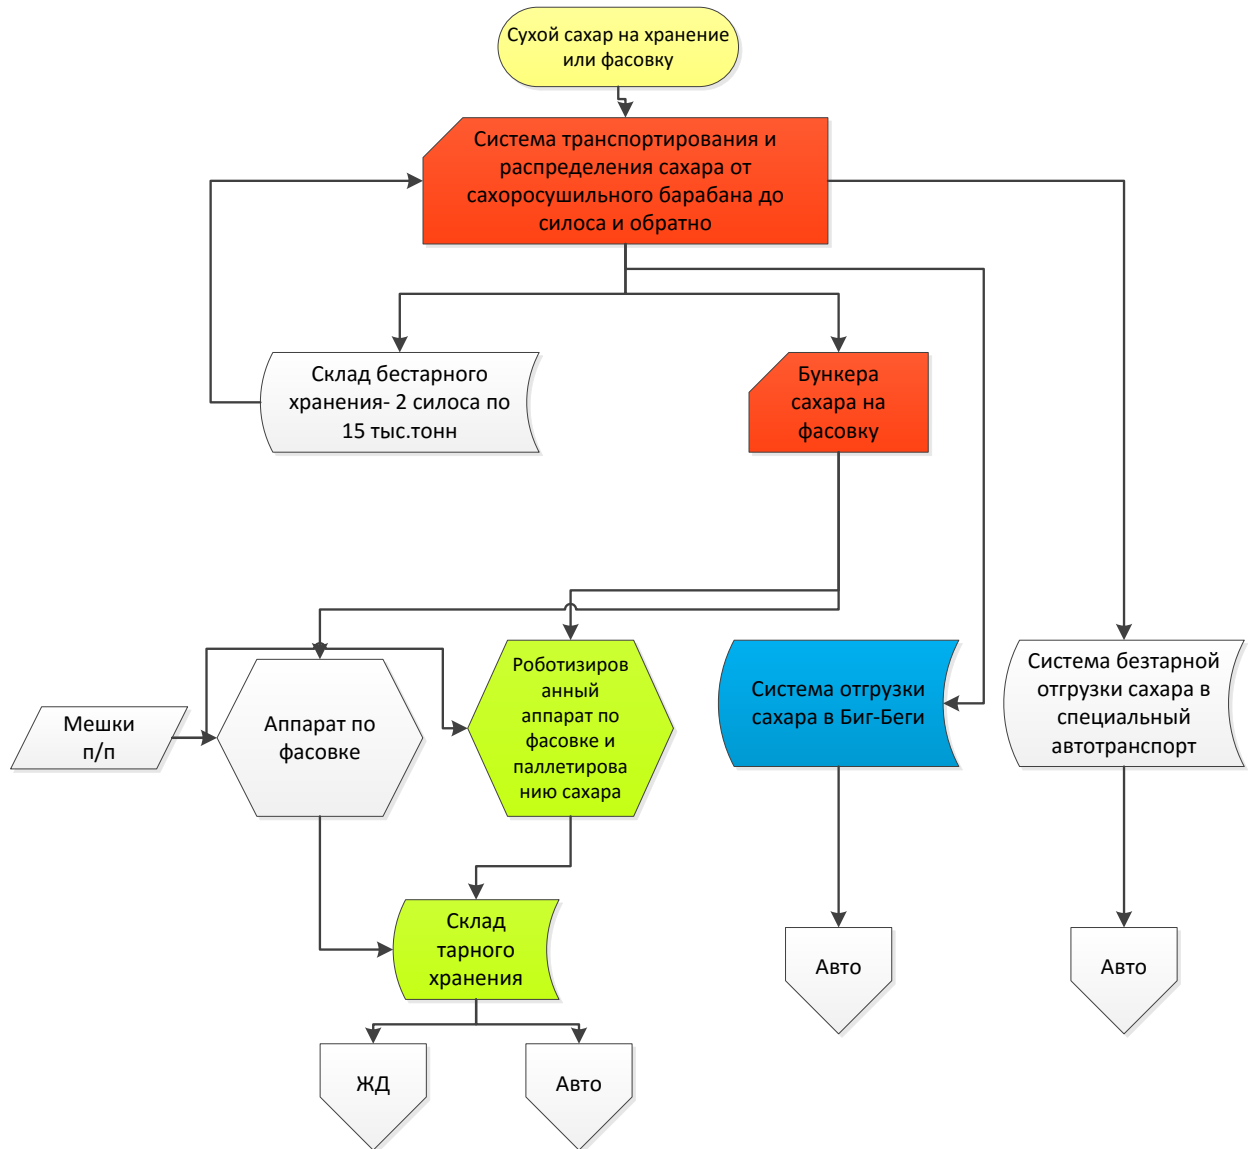 Сухой сахар на хранение
или фасовку
Система транспортирования и
распределения сахара от
сахоросушильного барабана до
силоса и обратно
Склад бестарного
хранения- 2 силоса по
15 тыс.тонн
Бункера
сахара на
фасовку
Мешки
п/п
Аппарат по
фасовке
Роботизиров
анный
аппарат по
фасовке и
паллетирова
нию сахара
Система отгрузки
сахара в Биг-Беги
Система безтарной
отгрузки сахара в
специальный
автотранспорт
Склад
тарного
хранения
Авто
Авто
ЖД
Авто